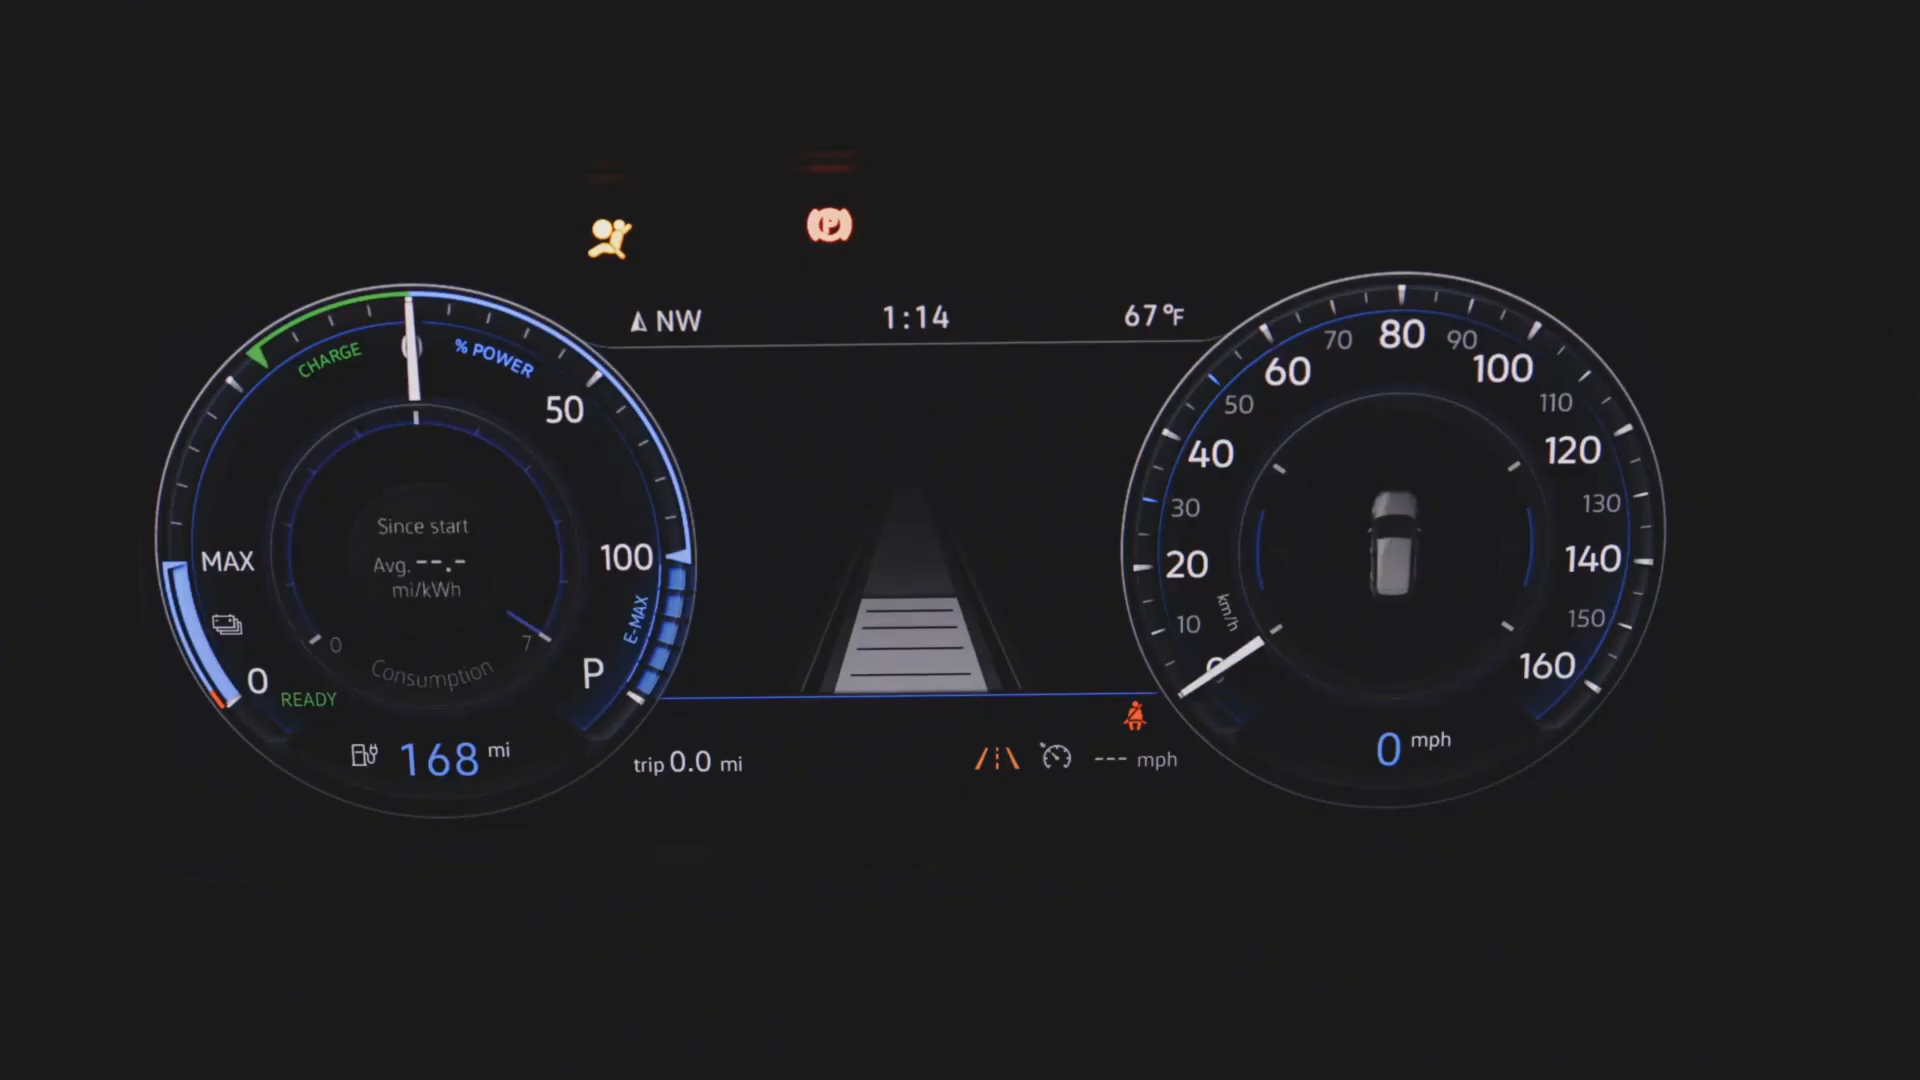 P
NW
1:14
67°F
CHARGE
0
% POWER
50
100
E-MAX
P
MAX
0
READY
Since start
Avg. --.-
mi/kWh
0
7
Consumption
168 mi
trip 0.0 mi
--- mph
0
10
20
30
40
50
60
70
80
90
100
110
120
130
140
150
160
km/h
0 mph